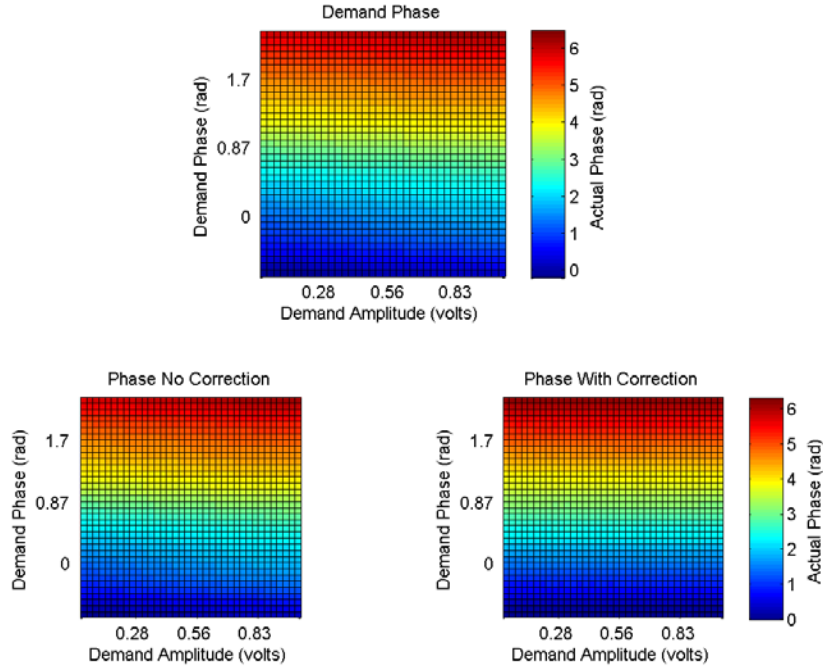 Demand Phase
Demand Phase (rad)
1.7
0.87
0
0.28 0.56 0.83
Demand Amplitude (volts)
6
5
4
3
2
1
0
Actual Phase (rad)
Phase No Correction
Demand Phase (rad)
1.7
0.87
0
0.28 0.56 0.83
Demand Amplitude (volts)
Phase With Correction
Demand Phase (rad)
1.7
0.87
0
0.28 0.56 0.83
Demand Amplitude (volts)
6
5
4
3
2
1
0
Actual Phase (rad)